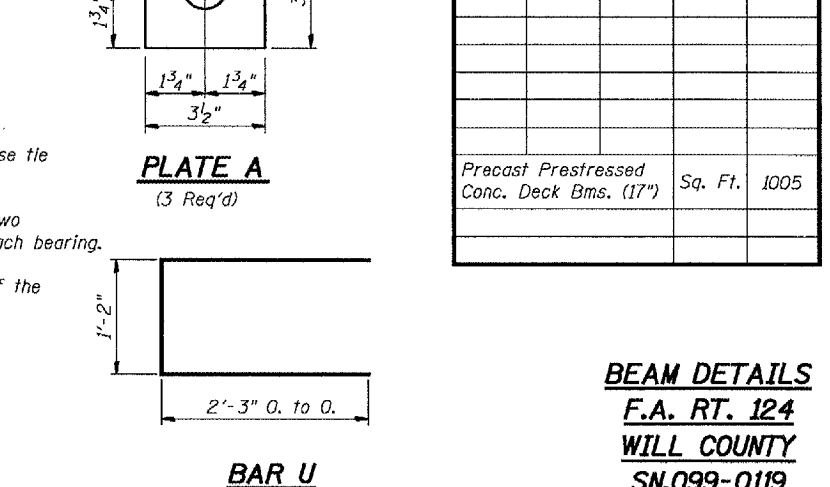 1¾"
3
1¾" 1¾"
3½"
PLATE A
(3 Req'd)
se tie
wo
ach bearing.
f the
1'-2"
2'-3" O. to O.
BAR U
Precast Prestressed
Conc. Deck Bms. (17") Sq. Ft. 1005
BEAM DETAILS
F.A. RT. 124
WILL COUNTY
SN.099-0119